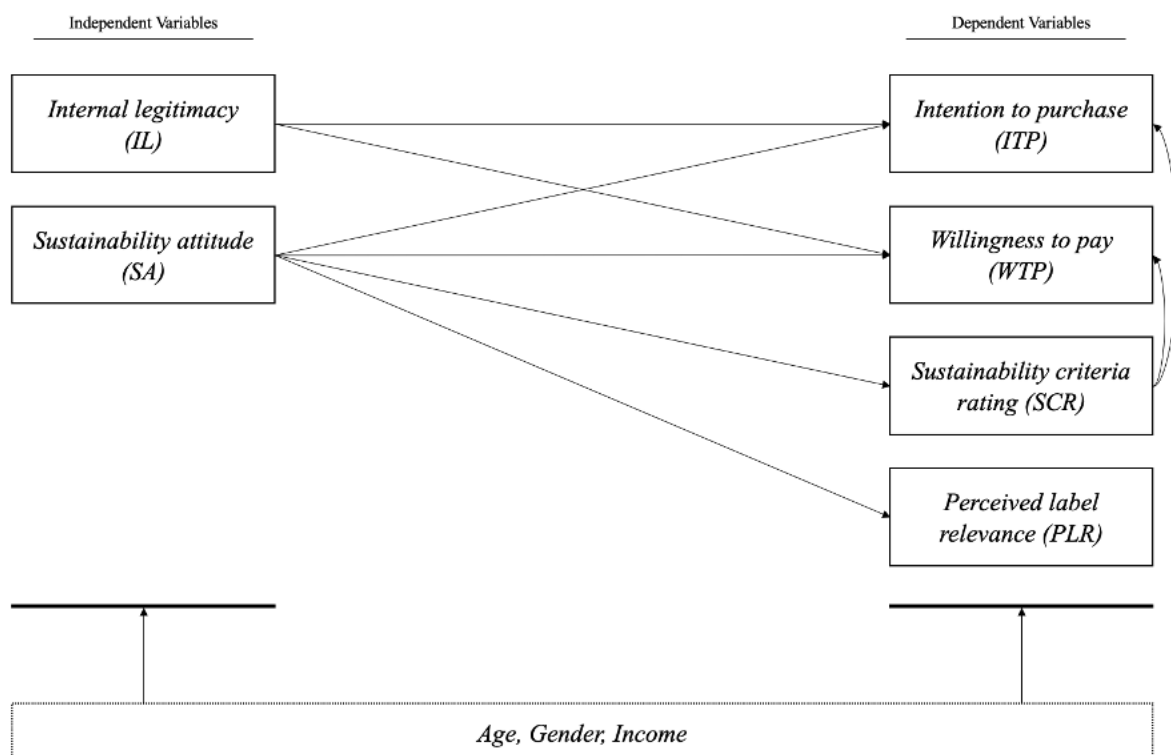 Independent Variables
Dependent Variables
Internal legitimacy
(IL)
Intention to purchase
(ITP)
Sustainability attitude
(SA)
Willingness to pay
(WTP)
Sustainability criteria
rating (SCR)
Perceived label
relevance (PLR)
Age, Gender, Income